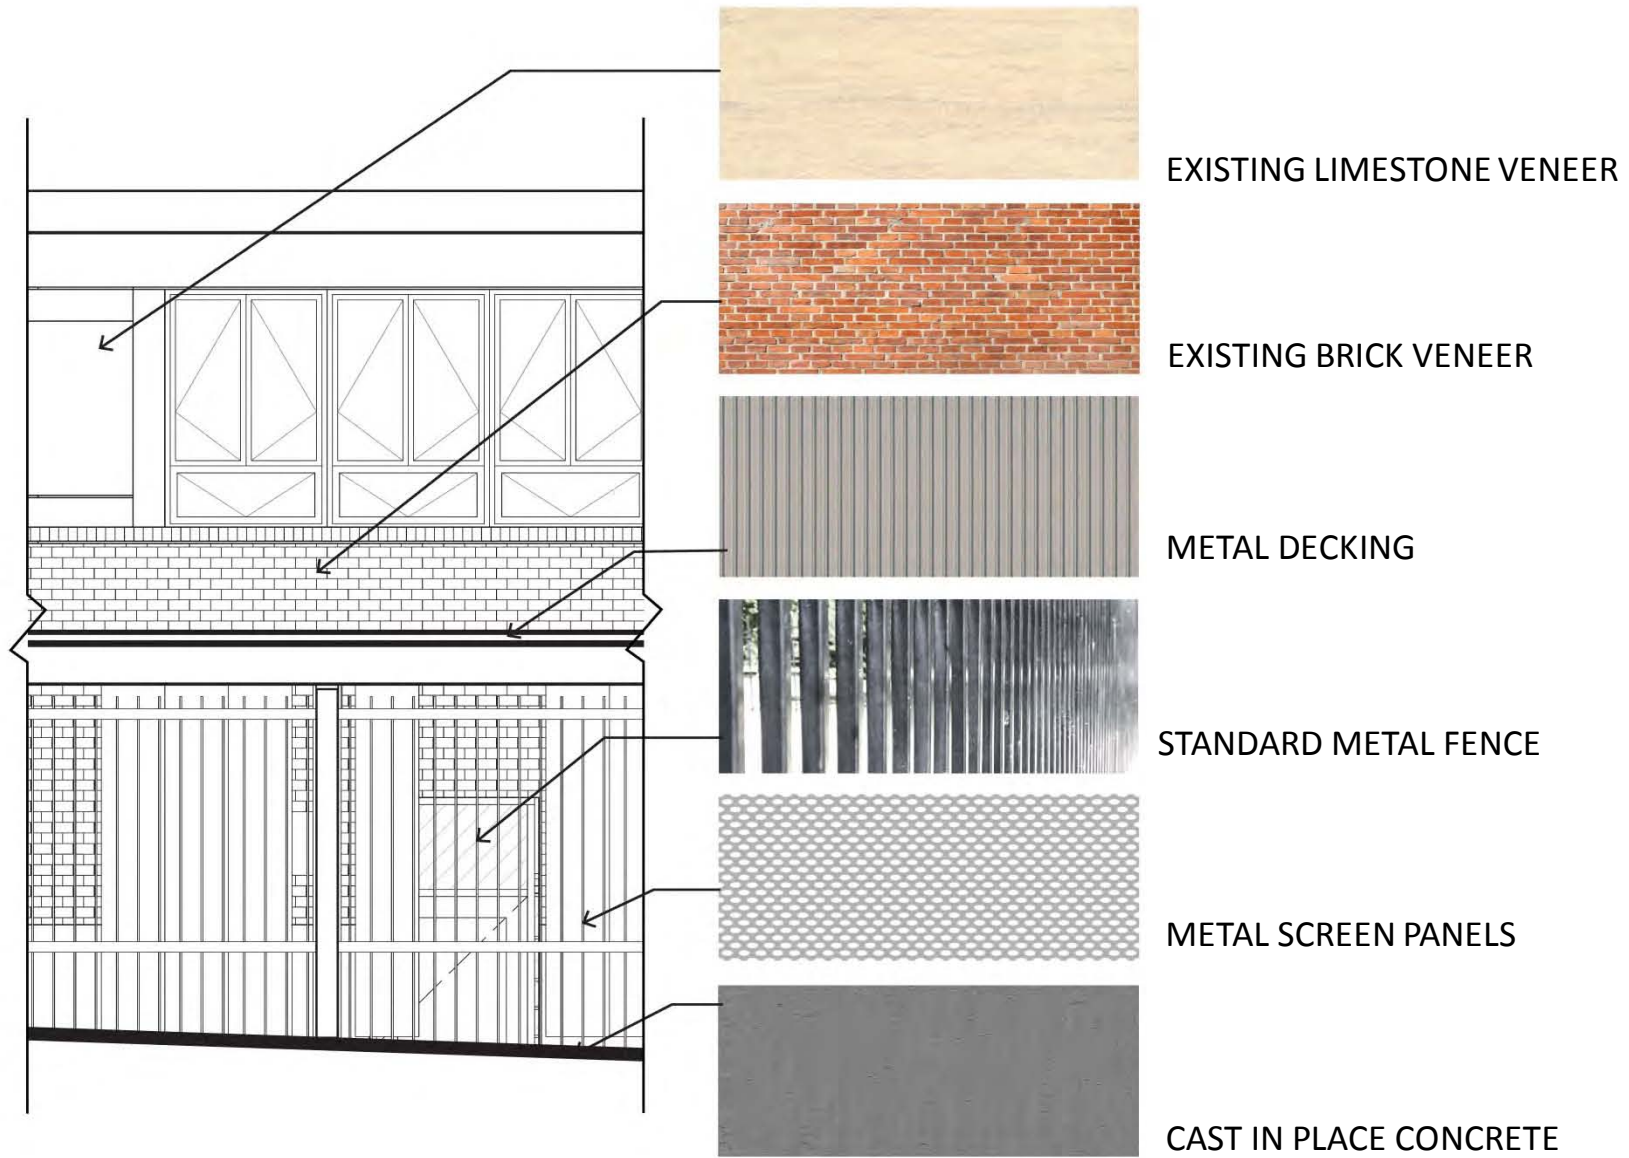 EXISTING LIMESTONE VENEER
EXISTING BRICK VENEER
METAL DECKING
STANDARD METAL FENCE
METAL SCREEN PANELS
CAST IN PLACE CONCRETE